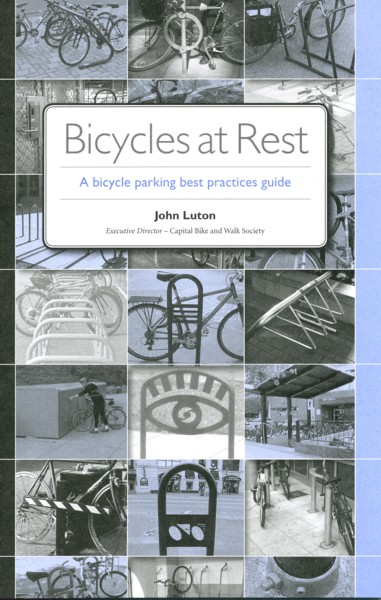 Bicycles at Rest
A bicycle parking best practices guide
John Luton
Executive Director – Capital Bike and Walk Society